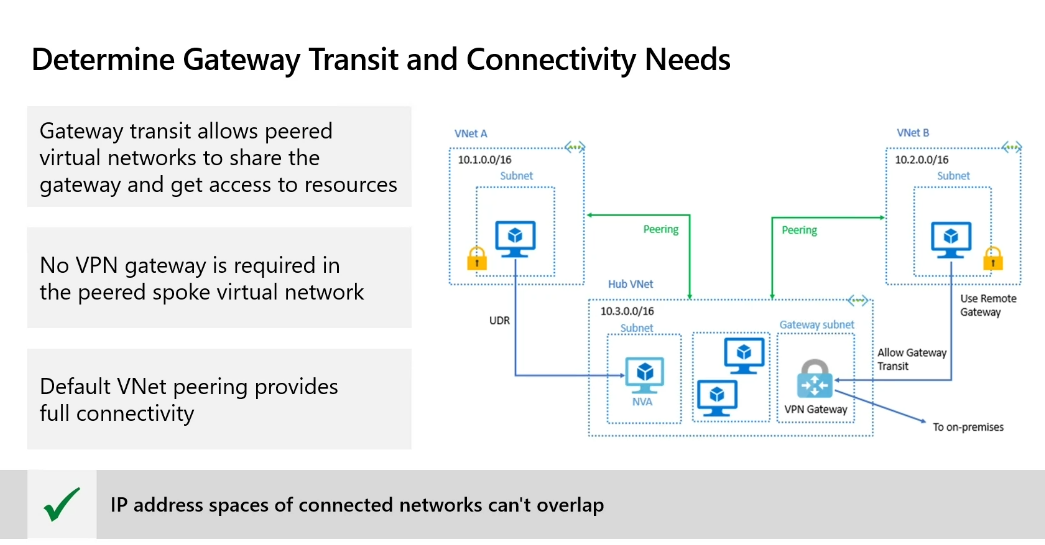 Determine Gateway Transit and Connectivity Needs
Gateway transit allows peered
virtual networks to share the
gateway and get access to resources
No VPN gateway is required in
the peered spoke virtual network
Default VNet peering provides
full connectivity
VNet A
10.1.0.0/16
Subnet
VNet B
10.2.0.0/16
Subnet
Peering
Peering
UDR
Hub VNet
10.3.0.0/16
Subnet
NVA
Gateway subnet
VPN Gateway
Use Remote
Gateway
Allow Gateway
Transit
To on-premises
IP address spaces of connected networks can't overlap